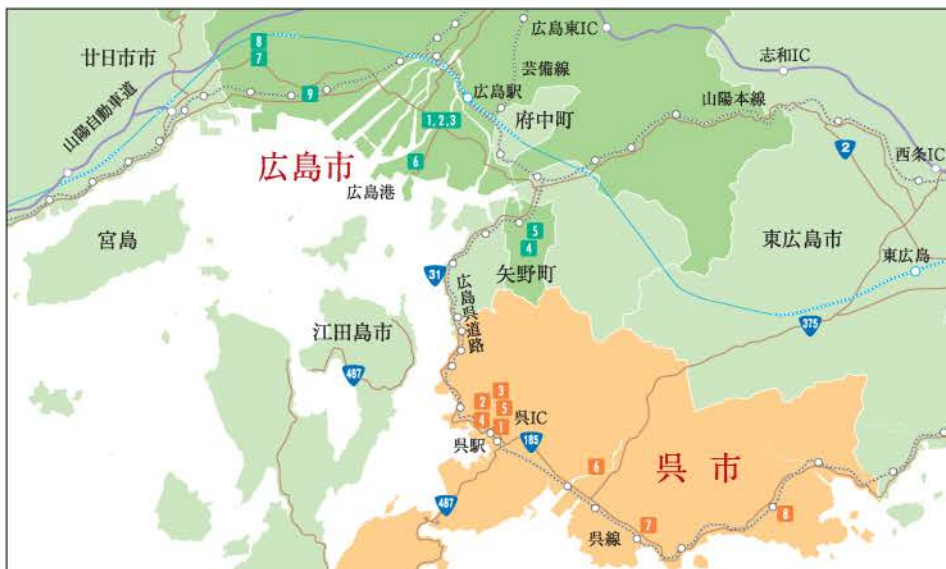 広島東IC
志和IC
廿日市市
8
7
芸備線
広島駅
山陽本線
山陽自動車道
9
1,2,3
府中町
2
西条IC
広島市
6
広島港
宮島
5
4
矢野町
東広島市
東広島
31
広島呉道路
江田島市
487
375
3
2
5
4
1
呉IC
呉駅
185
6
呉市
487
7
8
呉線